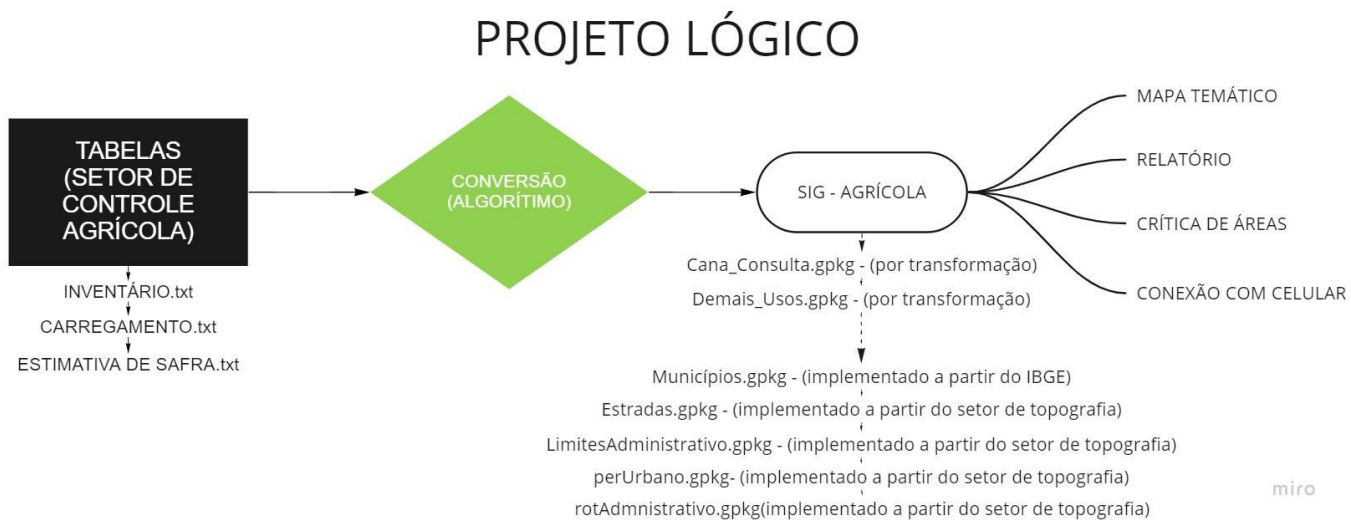 PROJETO LÓGICO
TABELAS
(SETOR DE
CONTROLE
AGRÍCOLA)
INVENTÁRIO.txt
CARREGAMENTO.txt
ESTIMATIVA DE SAFRA.txt
CONVERSÃO
(ALGORÍTIMO)
SIG - AGRÍCOLA
Cana_Consulta.gpkg - (por transformação)
Demais_Usos.gpkg - (por transformação)
Municípios.gpkg - (implementado a partir do IBGE)
Estradas.gpkg - (implementado a partir do setor de topografia)
LimitesAdministrativo.gpkg - (implementado a partir do setor de topografia)
perUrbano.gpkg- (implementado a partir do setor de topografia)
rotAdmnistrativo.gpkg(implementado a partir do setor de topografia)
MAPA TEMÁTICO
RELATÓRIO
CRÍTICA DE ÁREAS
CONEXÃO COM CELULAR
miro